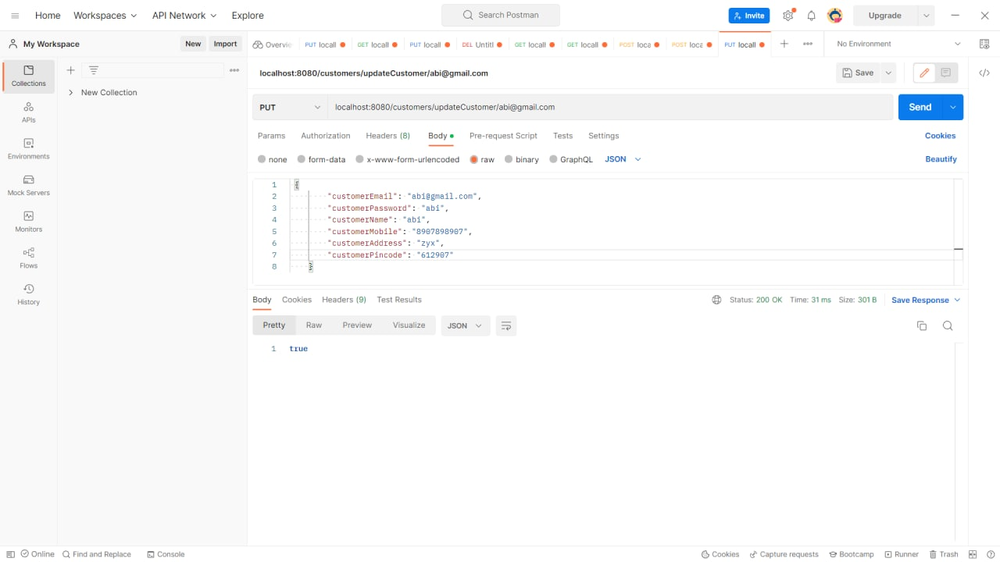 Home Workspaces API Network Explore Search Postman Invite Upgrade
My Workspace New Import Overvie PUT locall GET locall PUT locall DEL Untitl GET locall GET locall POST loca POST loca PUT locall No Environment
Collections
APIs
Environments
Mock Servers
Monitors
Flows
History
New Collection
localhost:8080/customers/updateCustomer/abi@gmail.com Save
PUT localhost:8080/customers/updateCustomer/abi@gmail.com Send
Params Authorization Headers (8) Body Pre-request Script Tests Settings Cookies
none form-data x-www-form-urlencoded raw binary GraphQL JSON Beautify
1 {
2 "customerEmail": "abi@gmail.com",
3 "customerPassword": "abi",
4 "customerName": "abi",
5 "customerMobile": "8907898907",
6 "customerAddress": "zyx",
7 "customerPincode": "612907"
8 }
Body Cookies Headers (9) Test Results Status: 200 OK Time: 31 ms Size: 301 B Save Response
Pretty Raw Preview Visualize JSON
1 true
Online Find and Replace Console Cookies Capture requests Bootcamp Runner Trash